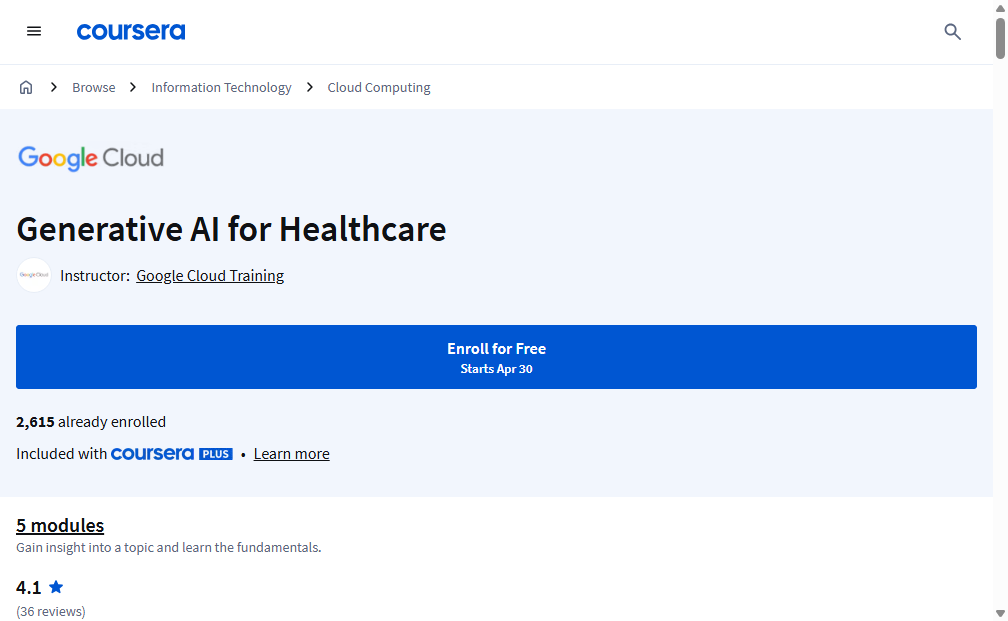 coursera
Browse
Information Technology
Cloud Computing
Google Cloud
Generative AI for Healthcare
Google Cloud
Instructor: Google Cloud Training
Enroll for Free
Starts Apr 30
2,615 already enrolled
Included with coursera PLUS • Learn more
5 modules
Gain insight into a topic and learn the fundamentals.
4.1
(36 reviews)